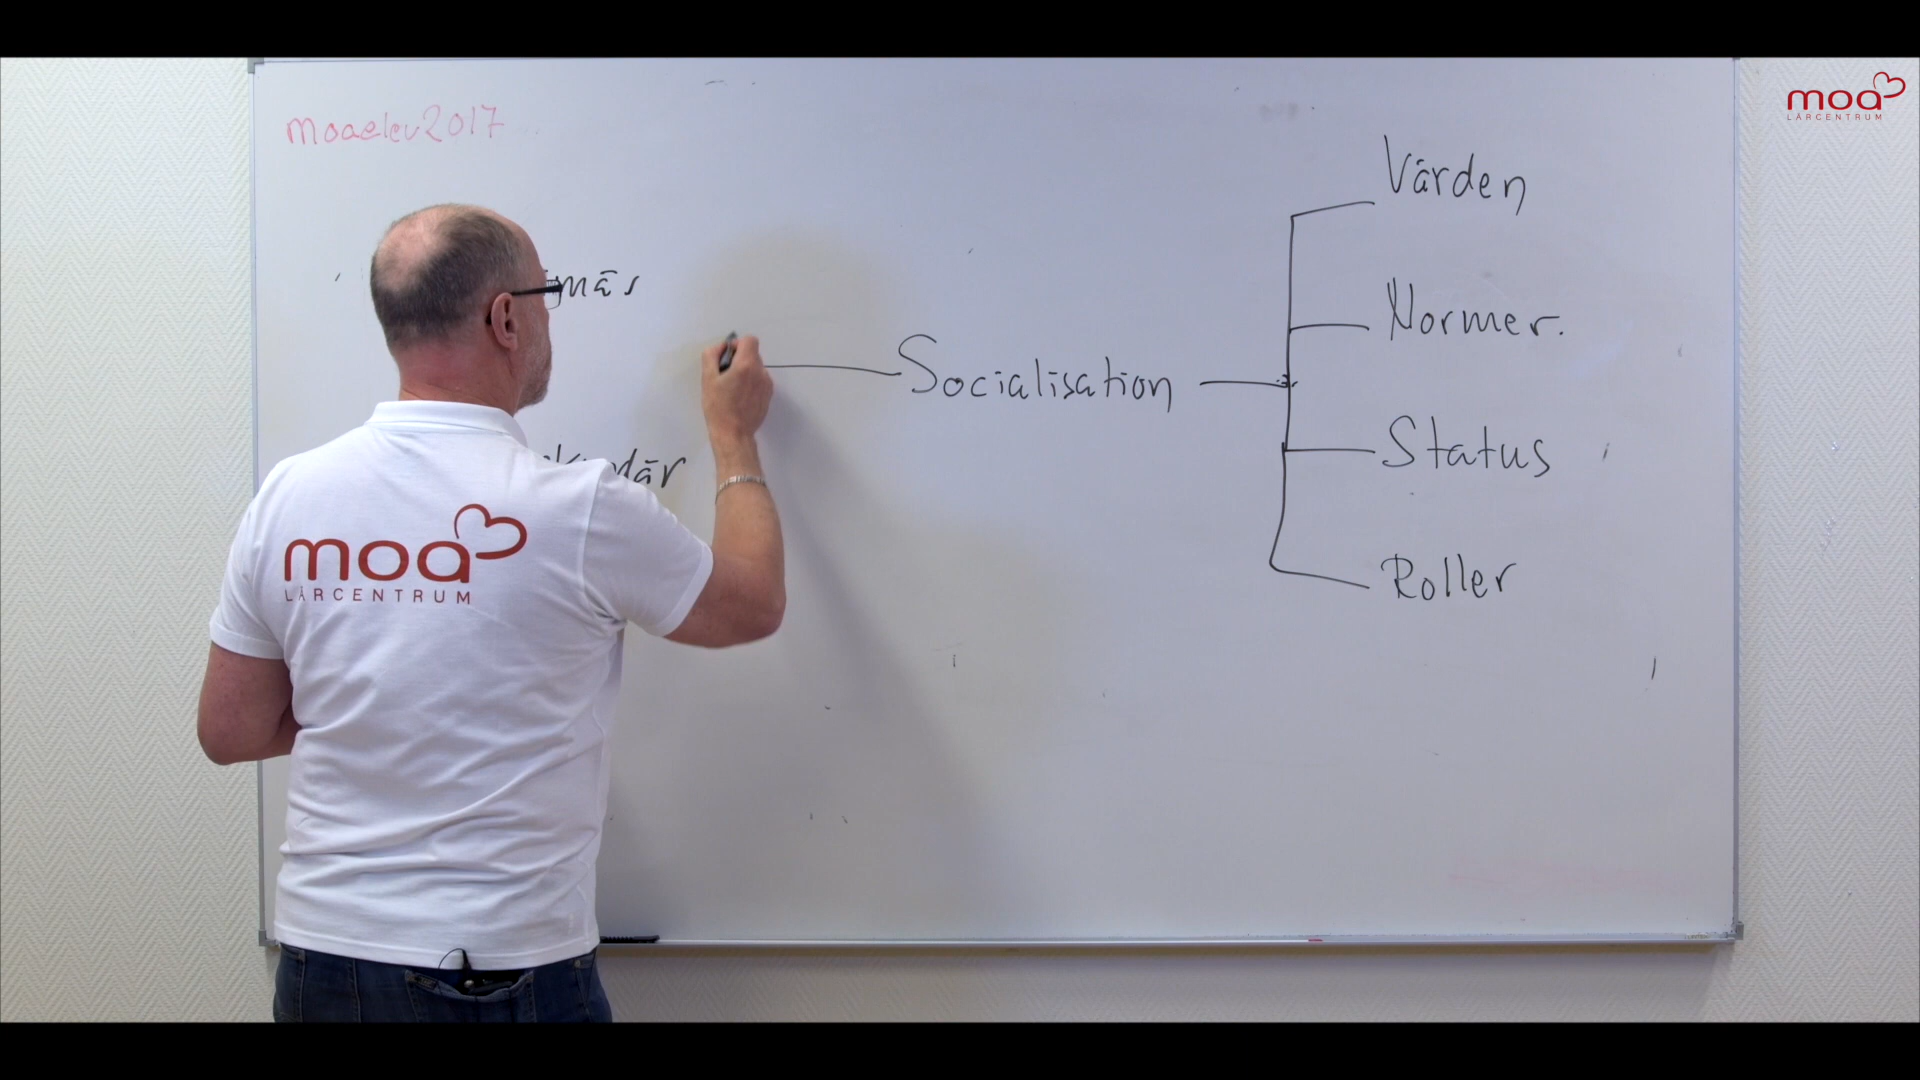 moaelev2017
moa
LÄRCENTRUM
Värden
Normer.
Socialisation
Status
Roller
moa
LÄRCENTRUM